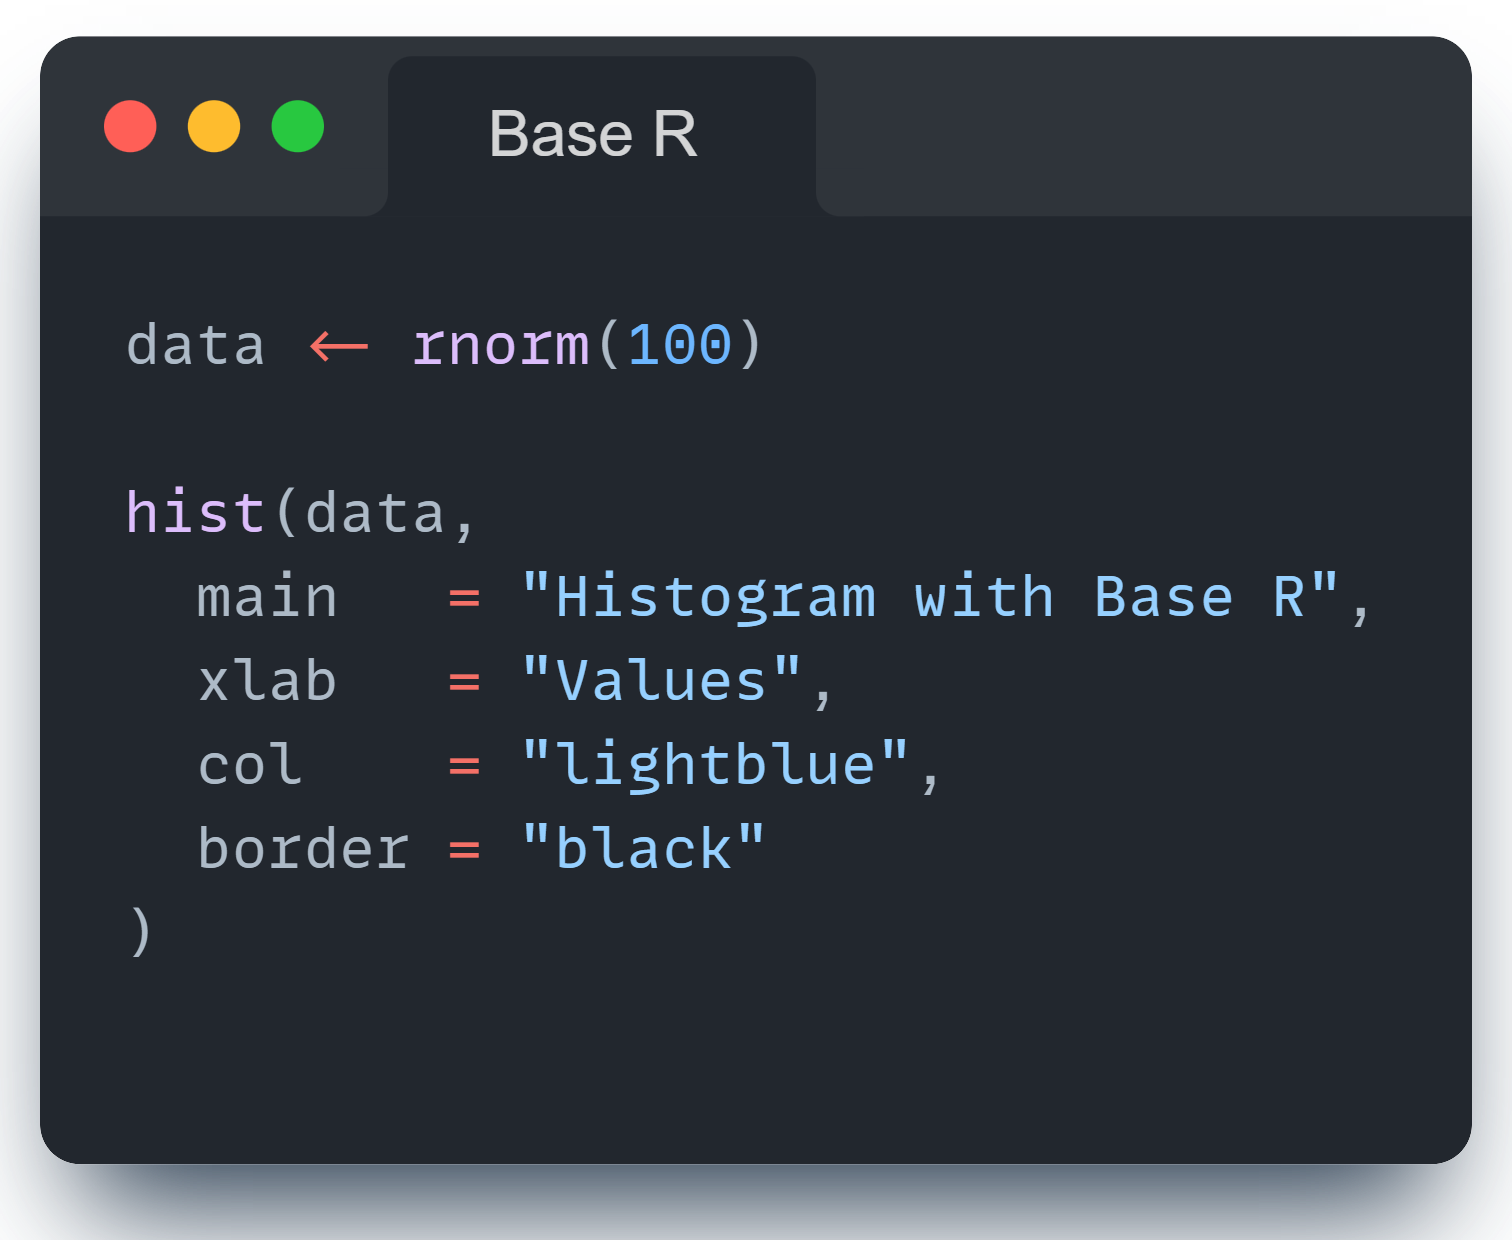 Base R
data <- rnorm(100)
hist(data,
  main   = "Histogram with Base R",
  xlab   = "Values",
  col    = "lightblue",
  border = "black"
)